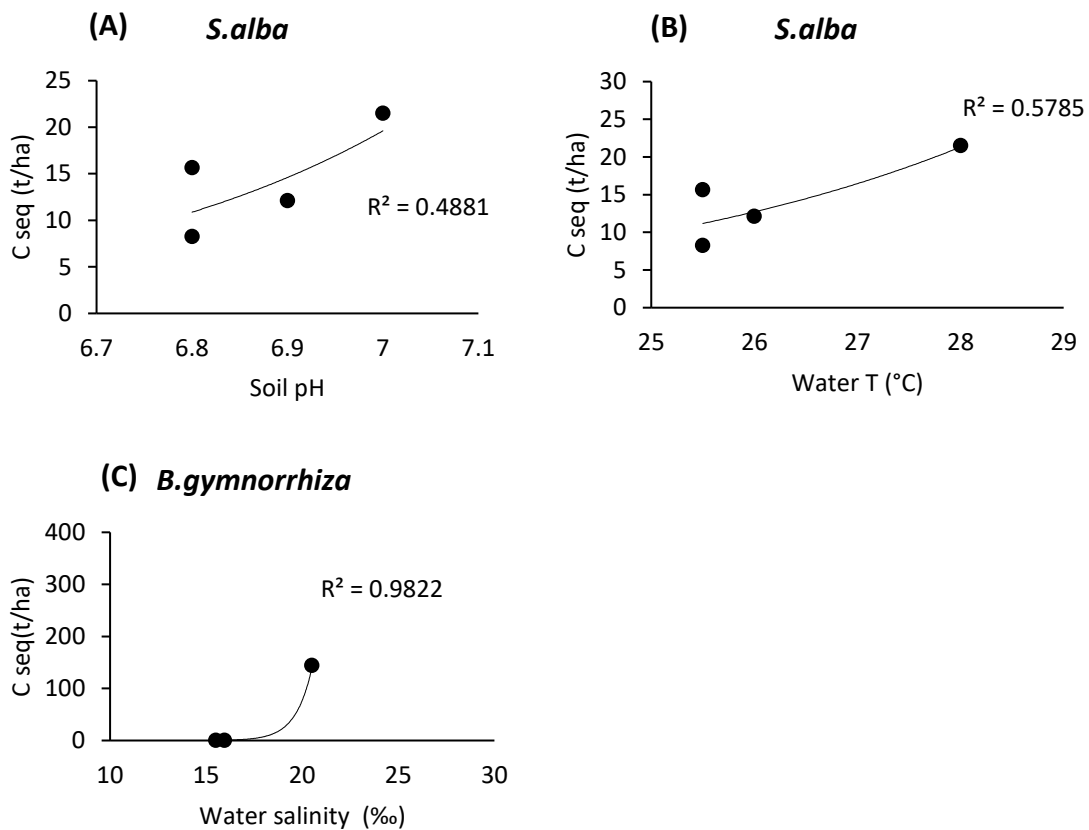 (A) S.alba
25
20
15
10
5
0
C seq (t/ha)
R² = 0.4881
6.7 6.8 6.9 7 7.1
Soil pH
(B) S.alba
30
25
20
15
10
5
0
C seq (t/ha)
R² = 0.5785
25 26 27 28 29
Water T (°C)
(C) B.gymnorrhiza
400
300
200
100
0
C seq(t/ha)
R² = 0.9822
10 15 20 25 30
Water salinity (‰)